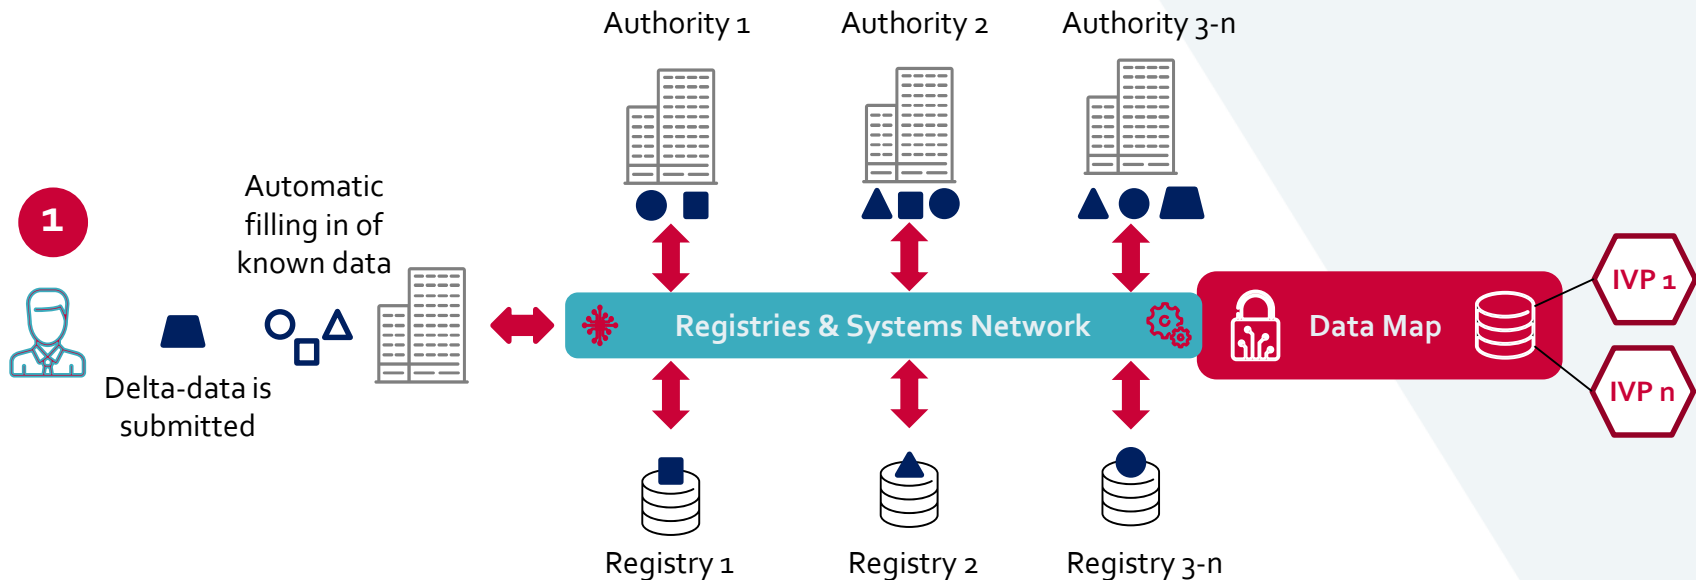 Authority 1
Authority 2
Authority 3-n
1
Automatic
filling in of
known data
Delta-data is
submitted
Registries & Systems Network
Data Map
IVP 1
IVP n
Registry 1
Registry 2
Registry 3-n